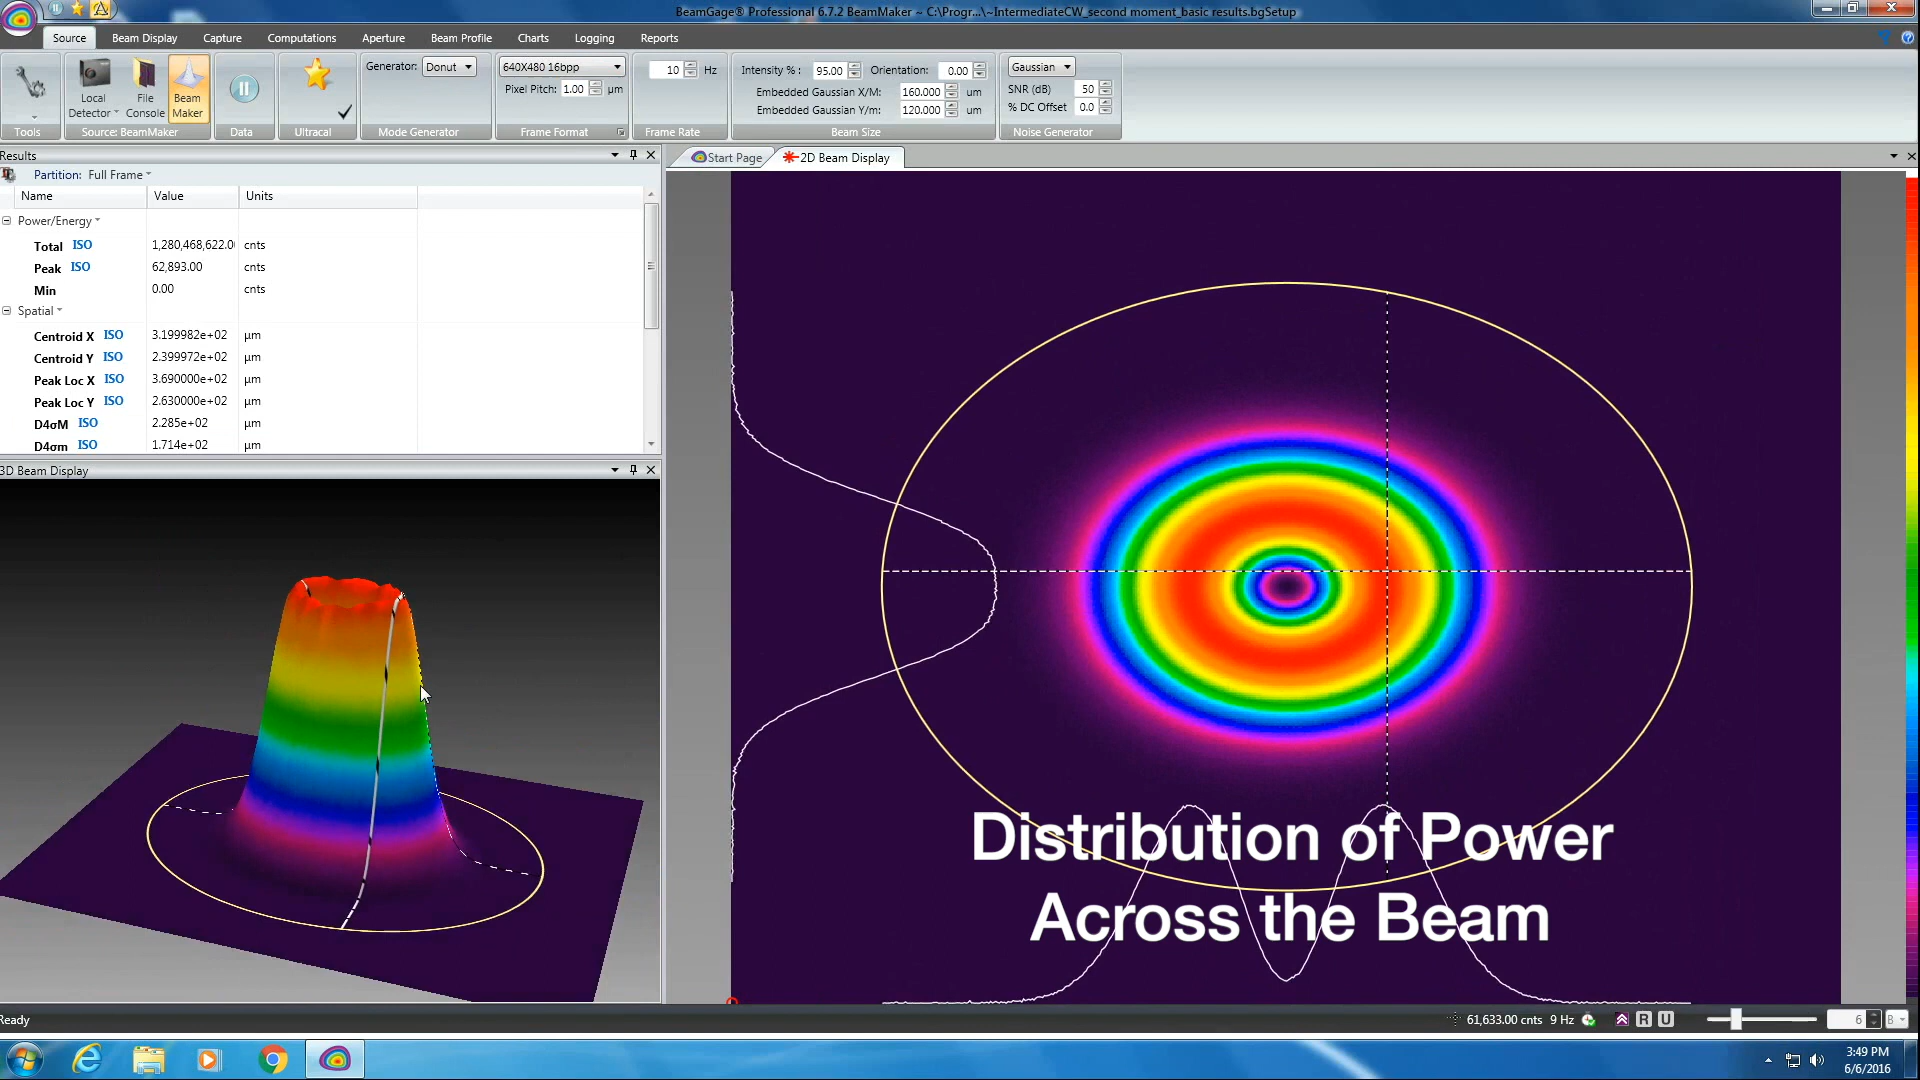 BeamGage® Professional 6.7.2 BeamMaker ~ C:\Progr...\~IntermediateCW_second moment_basic results.bgSetup
Source Beam Display Capture Computations Aperture Beam Profile Charts Logging Reports
Local Detector
File Console
Beam Maker
Generator: Donut
640X480 16bpp
Pixel Pitch: 1.00 µm
10 Hz
Intensity % : 95.00 Orientation: 0.00
Embedded Gaussian X/M: 160.000 um
Embedded Gaussian Y/m: 120.000 um
Gaussian
SNR (dB) 50
% DC Offset 0.0
Tools Source: BeamMaker Data Ultracal Mode Generator Frame Format Frame Rate Beam Size Noise Generator
Results
Partition: Full Frame
Name Value Units
Power/Energy
Total ISO 1,280,468,622.0 cnts
Peak ISO 62,893.00 cnts
Min 0.00 cnts
Spatial
Centroid X ISO 3.199982e+02 µm
Centroid Y ISO 2.399972e+02 µm
Peak Loc X ISO 3.690000e+02 µm
Peak Loc Y ISO 2.630000e+02 µm
D4σM ISO 2.285e+02 µm
D4σm ISO 1.714e+02 µm
3D Beam Display
Start Page 2D Beam Display
Distribution of Power
Across the Beam
Ready
61,633.00 cnts 9 Hz R U 6 8
3:49 PM
6/6/2016